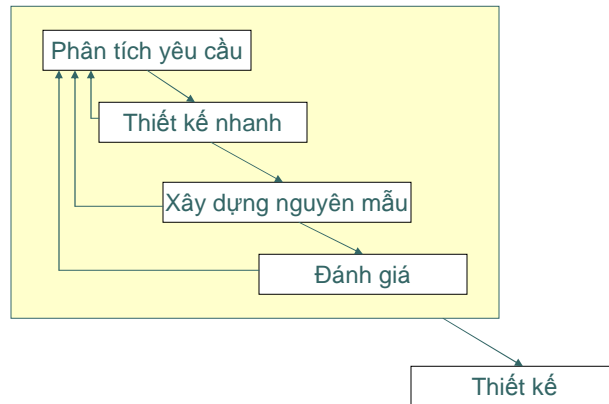 Phân tích yêu cầu
Thiết kế nhanh
Xây dựng nguyên mẫu
Đánh giá
Thiết kế